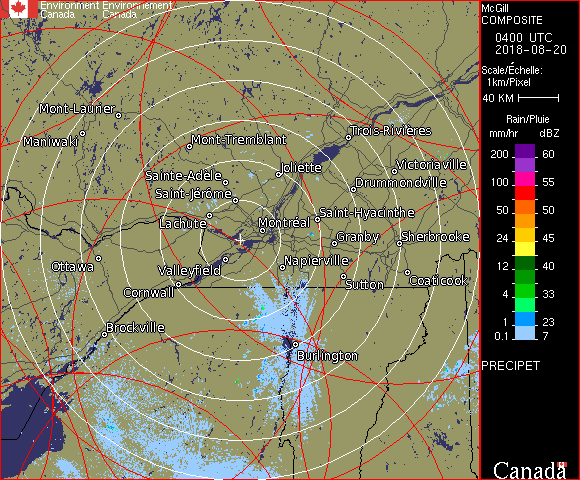 Environment Environnement
Canada Canada
McGill
COMPOSITE
0400 UTC
2018-08-20
Scale/Échelle:
1km/Pixel
40 KM
Rain/Pluie
mm/hr dBZ
200 60
100 55
50 50
24 45
12 40
4 33
1 23
0.1 7
PRECIPET
Canada
Mont-Laurier
Maniwaki
Mont-Tremblant
Trois-Rivières
Sainte-Adèle
Joliette
Victoriaville
Saint-Jérôme
Drummondville
Lachute
Montréal
Saint-Hyacinthe
Granby
Sherbrooke
Ottawa
Valleyfield
Napierville
Cornwall
Sutton
Coaticook
Brockville
Burlington